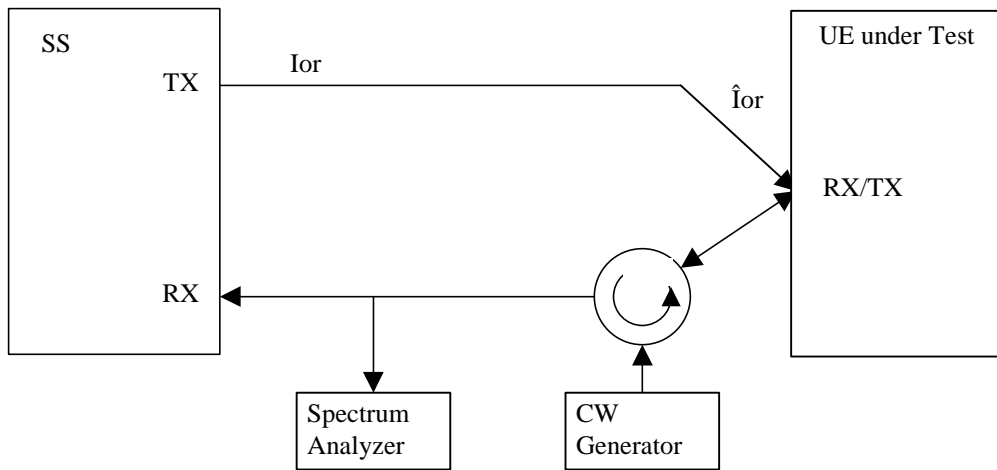 SS
UE under Test
TX
Ior
Îor
RX/TX
RX
Spectrum
Analyzer
CW
Generator